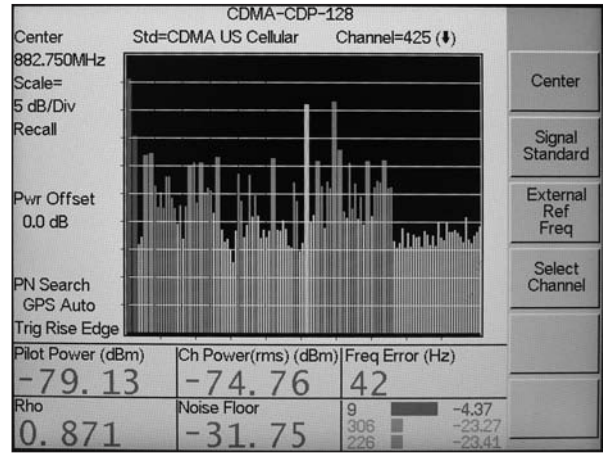 CDMA-CDP-128
Center Std=CDMA US Cellular Channel=425 (⬇)
882.750MHz
Scale=
5 dB/Div
Recall
Pwr Offset
0.0 dB
PN Search
GPS Auto
Trig Rise Edge
Pilot Power (dBm) Ch Power(rms) (dBm) Freq Error (Hz)
-79.13 -74.76 42
Rho Noise Floor
0.871 -31.75
9 -4.37
306 -23.27
226 -23.41
Center
Signal
Standard
External
Ref
Freq
Select
Channel